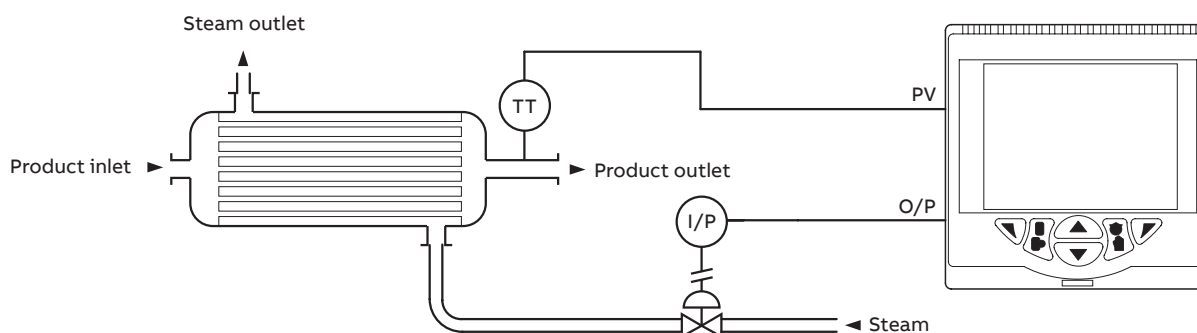 Steam outlet
TT
PV
Product inlet
Product outlet
I/P
O/P
Steam